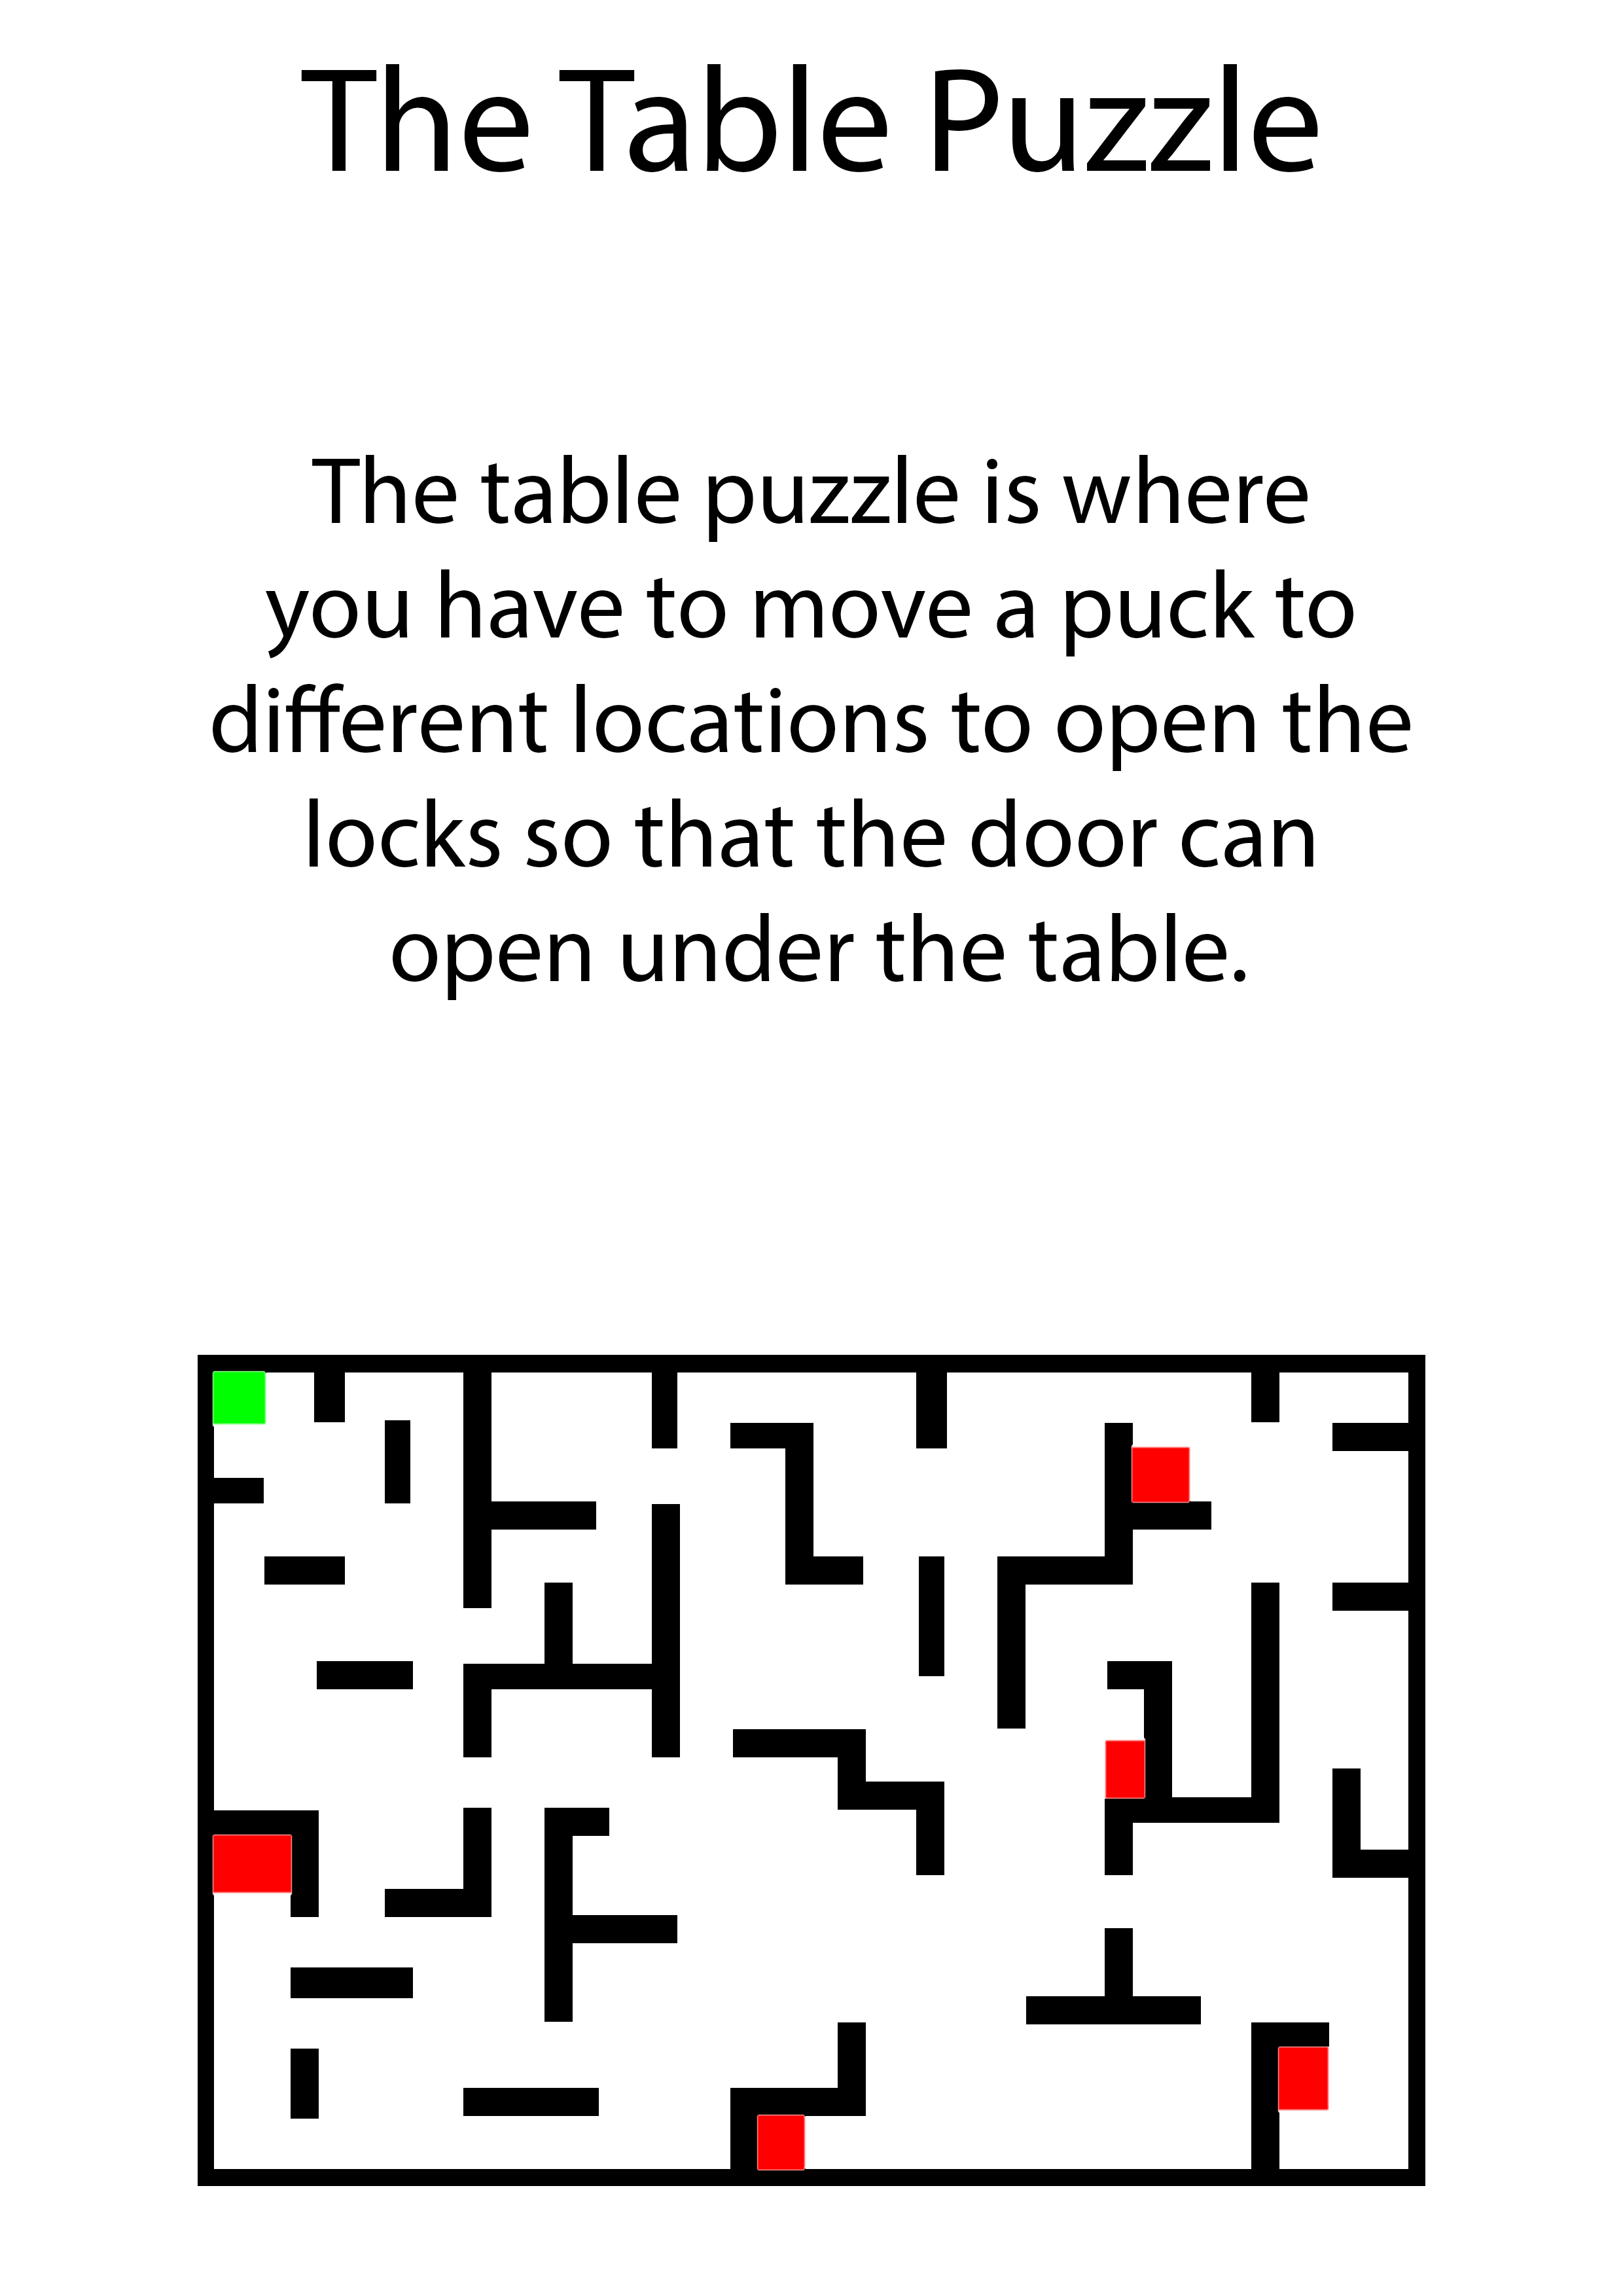 The Table Puzzle
The table puzzle is where
you have to move a puck to
different locations to open the
locks so that the door can
open under the table.